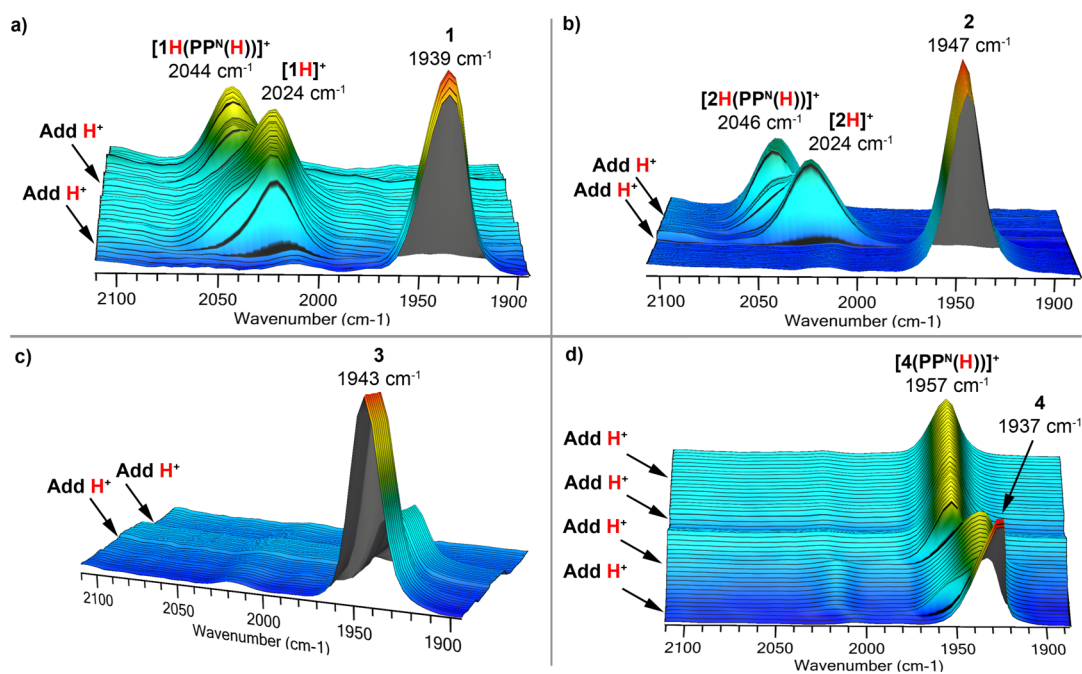 a)
[1H(PPᴺ(H))]⁺
2044 cm⁻¹
[1H]⁺
2024 cm⁻¹
1
1939 cm⁻¹
Add H⁺
Add H⁺
2100 2050 2000 1950 1900
Wavenumber (cm-1)
b)
2
1947 cm⁻¹
[2H(PPᴺ(H))]⁺
2046 cm⁻¹
[2H]⁺
2024 cm⁻¹
Add H⁺
Add H⁺
2100 2050 2000 1950 1900
Wavenumber (cm-1)
c)
3
1943 cm⁻¹
Add H⁺
Add H⁺
2100 2050 2000 1950 1900
Wavenumber (cm-1)
d)
[4(PPᴺ(H))]⁺
1957 cm⁻¹
4
1937 cm⁻¹
Add H⁺
Add H⁺
Add H⁺
Add H⁺
2100 2050 2000 1950 1900
Wavenumber (cm-1)